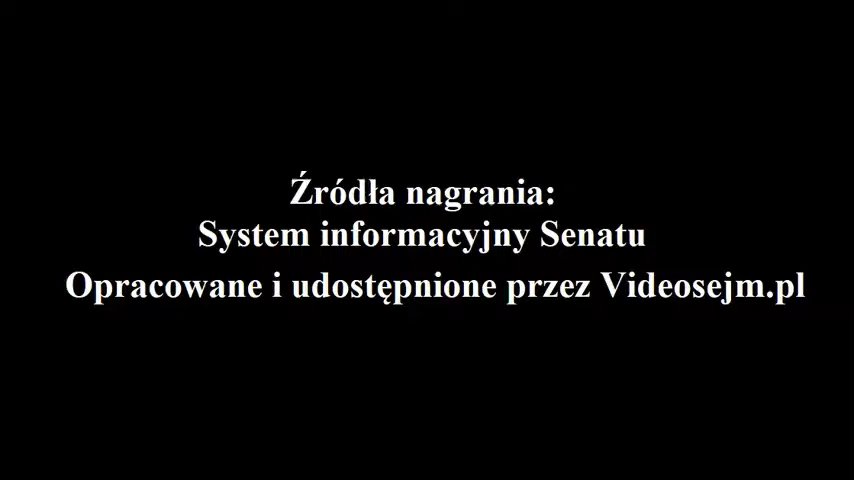 Źródła nagrania:
System informacyjny Senatu
Opracowane i udostępnione przez Videosejm.pl